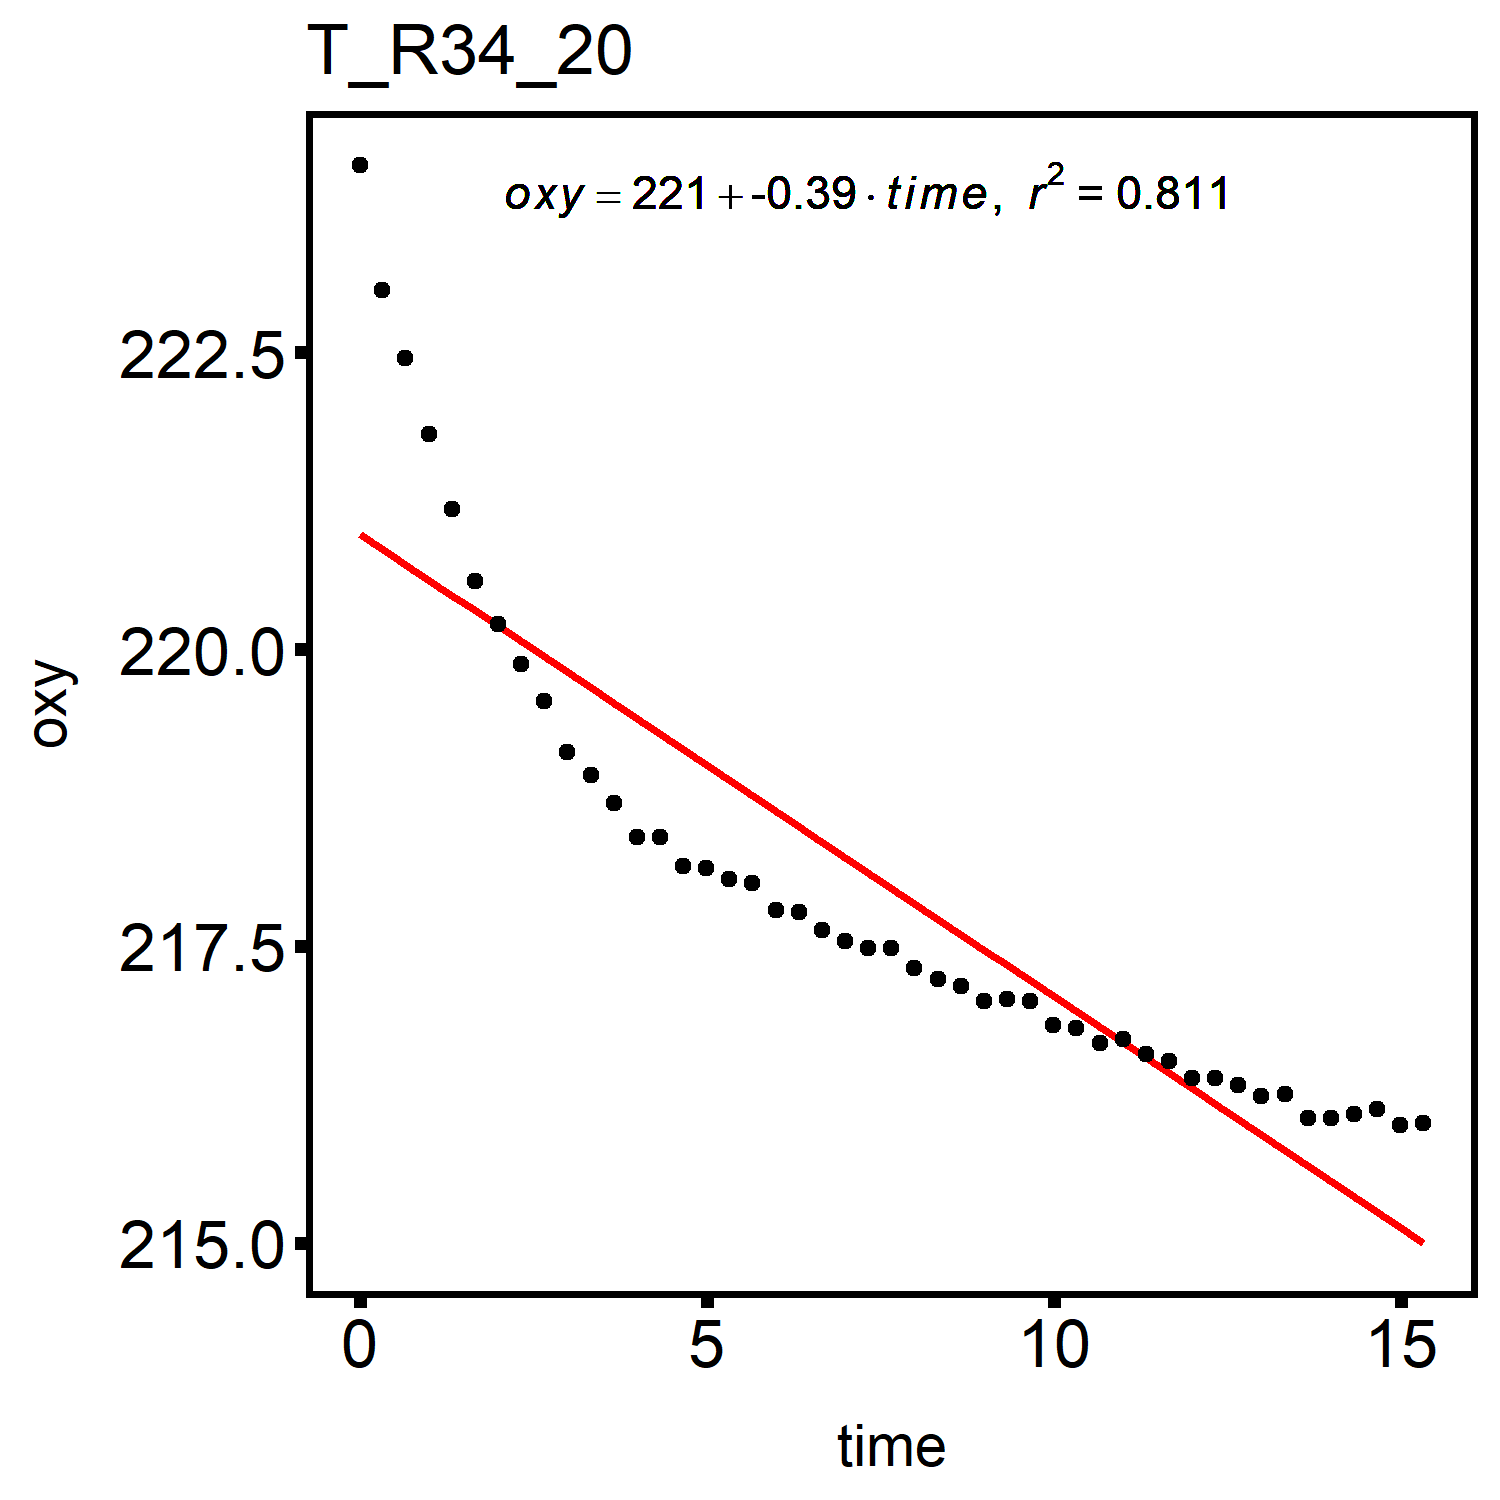 T_R34_20
oxy = 221 + -0.39 · time, r² = 0.811
222.5
220.0
217.5
215.0
oxy
0 5 10 15
time